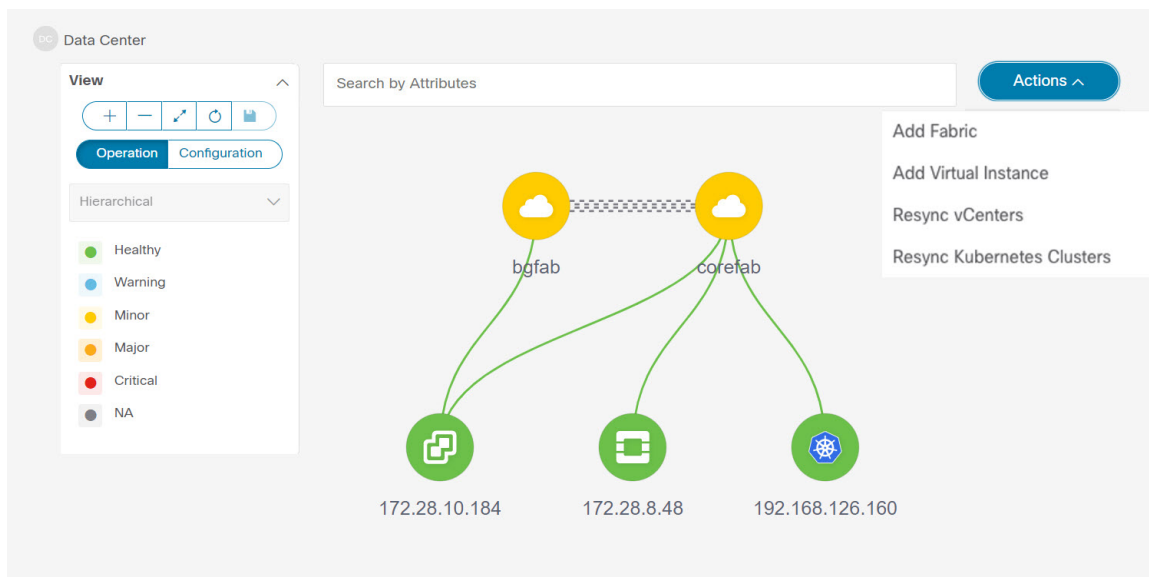 DC Data Center
View
Search by Attributes
Actions
Operation Configuration
Hierarchical
Healthy
Warning
Minor
Major
Critical
NA
Add Fabric
Add Virtual Instance
Resync vCenters
Resync Kubernetes Clusters
bgfab corefab
172.28.10.184 172.28.8.48 192.168.126.160